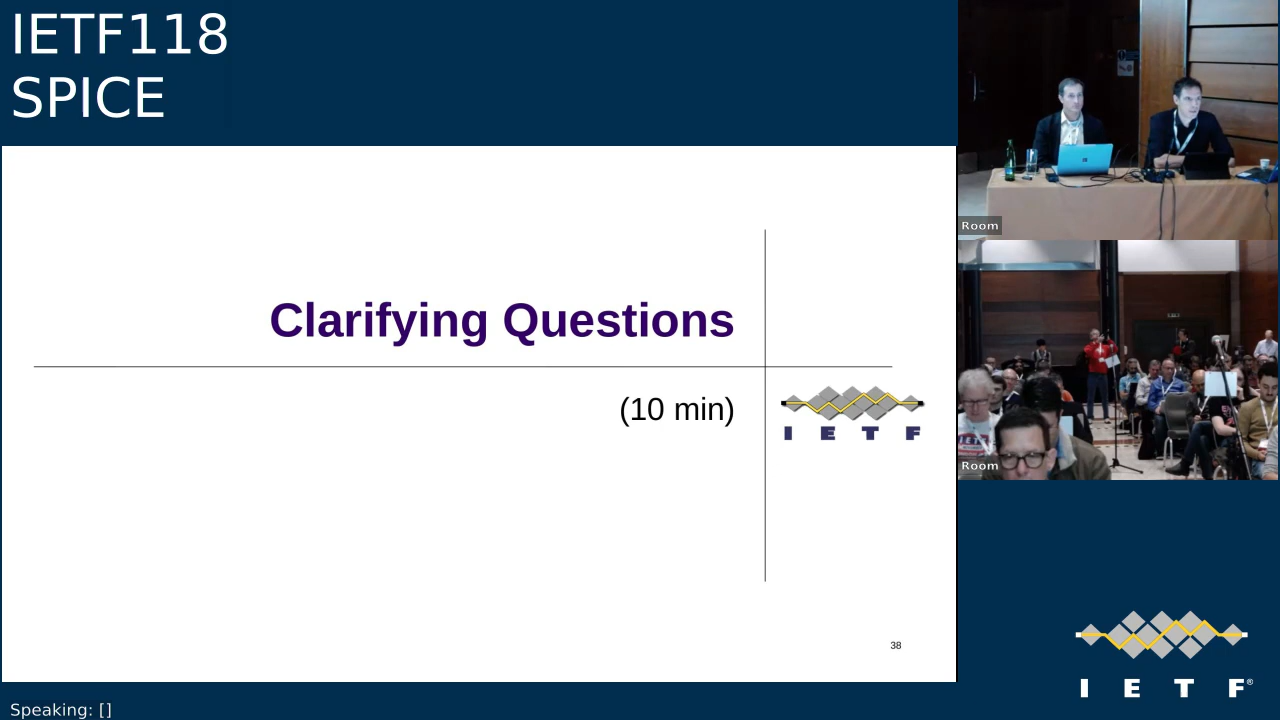 IETF118
SPICE
Clarifying Questions
(10 min)
I E T F
38
Room
Room
I E T F®
Speaking: []